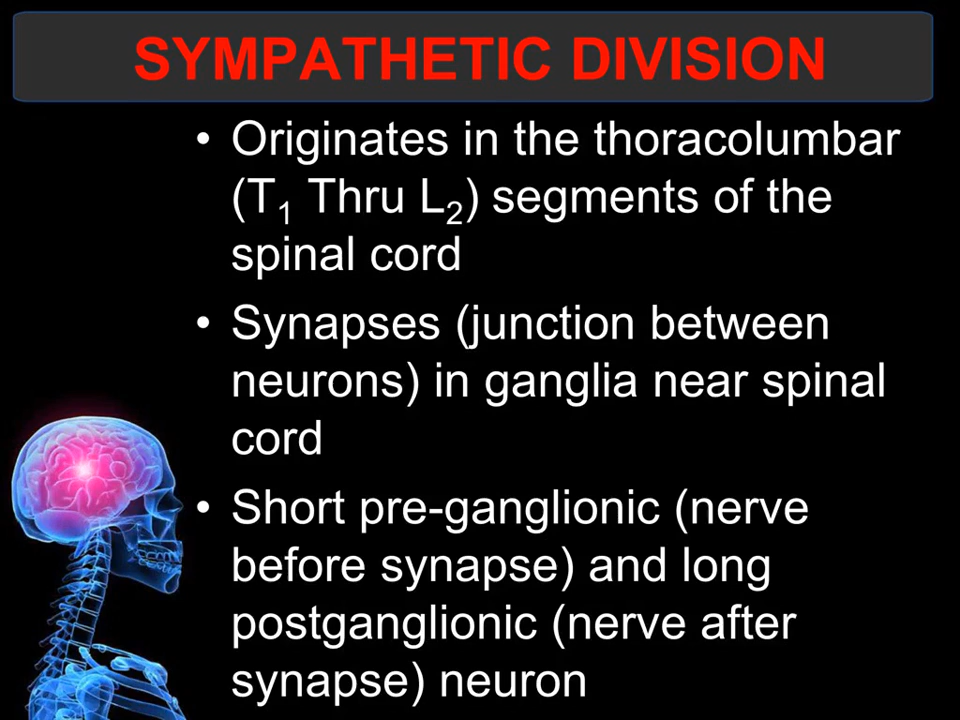 SYMPATHETIC DIVISION
• Originates in the thoracolumbar
(T₁ Thru L₂) segments of the
spinal cord
• Synapses (junction between
neurons) in ganglia near spinal
cord
• Short pre-ganglionic (nerve
before synapse) and long
postganglionic (nerve after
synapse) neuron